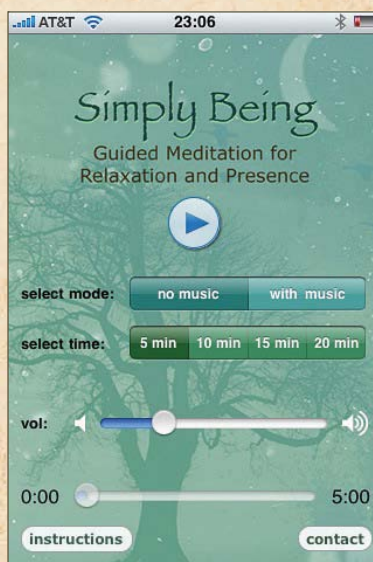 AT&T 23:06
Simply Being
Guided Meditation for
Relaxation and Presence
select mode: no music with music
select time: 5 min 10 min 15 min 20 min
vol:
0:00 5:00
instructions contact